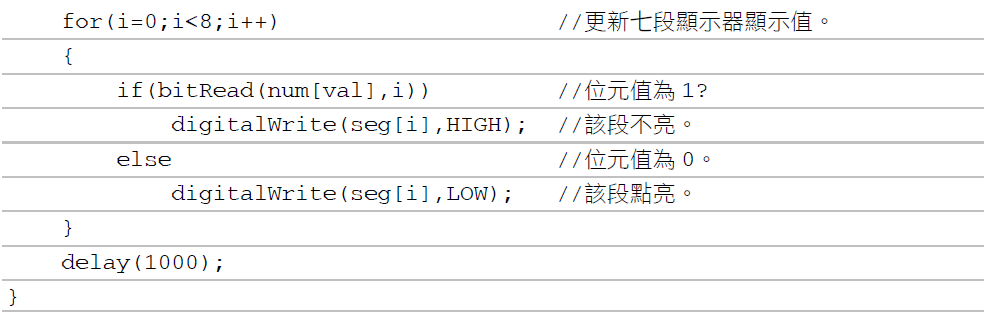 for(i=0;i<8;i++) //更新七段顯示器顯示值。
{
if(bitRead(num[val],i)) //位元值為 1?
digitalWrite(seg[i],HIGH); //該段不亮。
else //位元值為 0。
digitalWrite(seg[i],LOW); //該段點亮。
}
delay(1000);
}